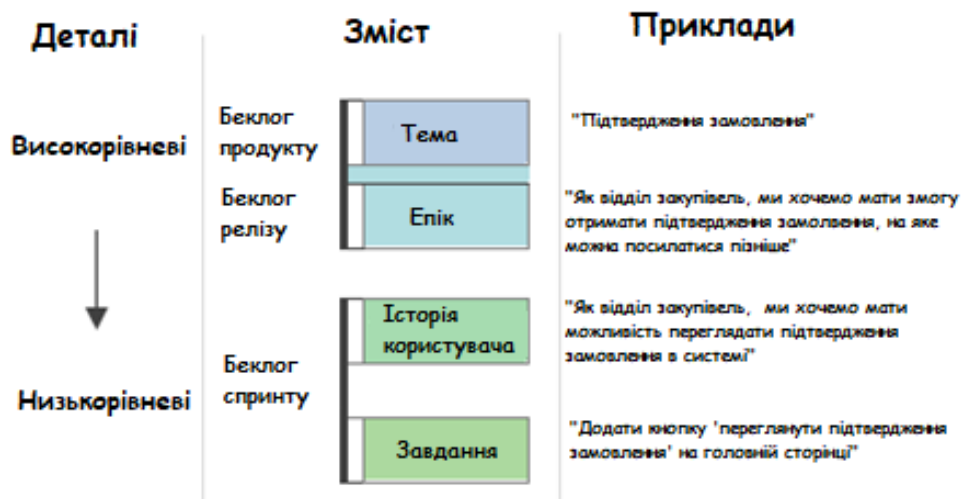 Деталі
Зміст
Приклади
Високорівневі
Беклог
продукту
Тема
"Підтвердження замовлення"
Беклог
релізу
Епік
"Як відділ закупівель, ми хочемо мати змогу
отримати підтвердження замолвення, на яке
можна посилатися пізніше"
Низькорівневі
Беклог
спринту
Історія
користувача
"Як відділ закупівель, ми хочемо мати
можливість переглядати підтвердження
замовлення в системі"
Завдання
"Додати кнопку 'переглянути підтвердження
замовлення' на головній сторінці"